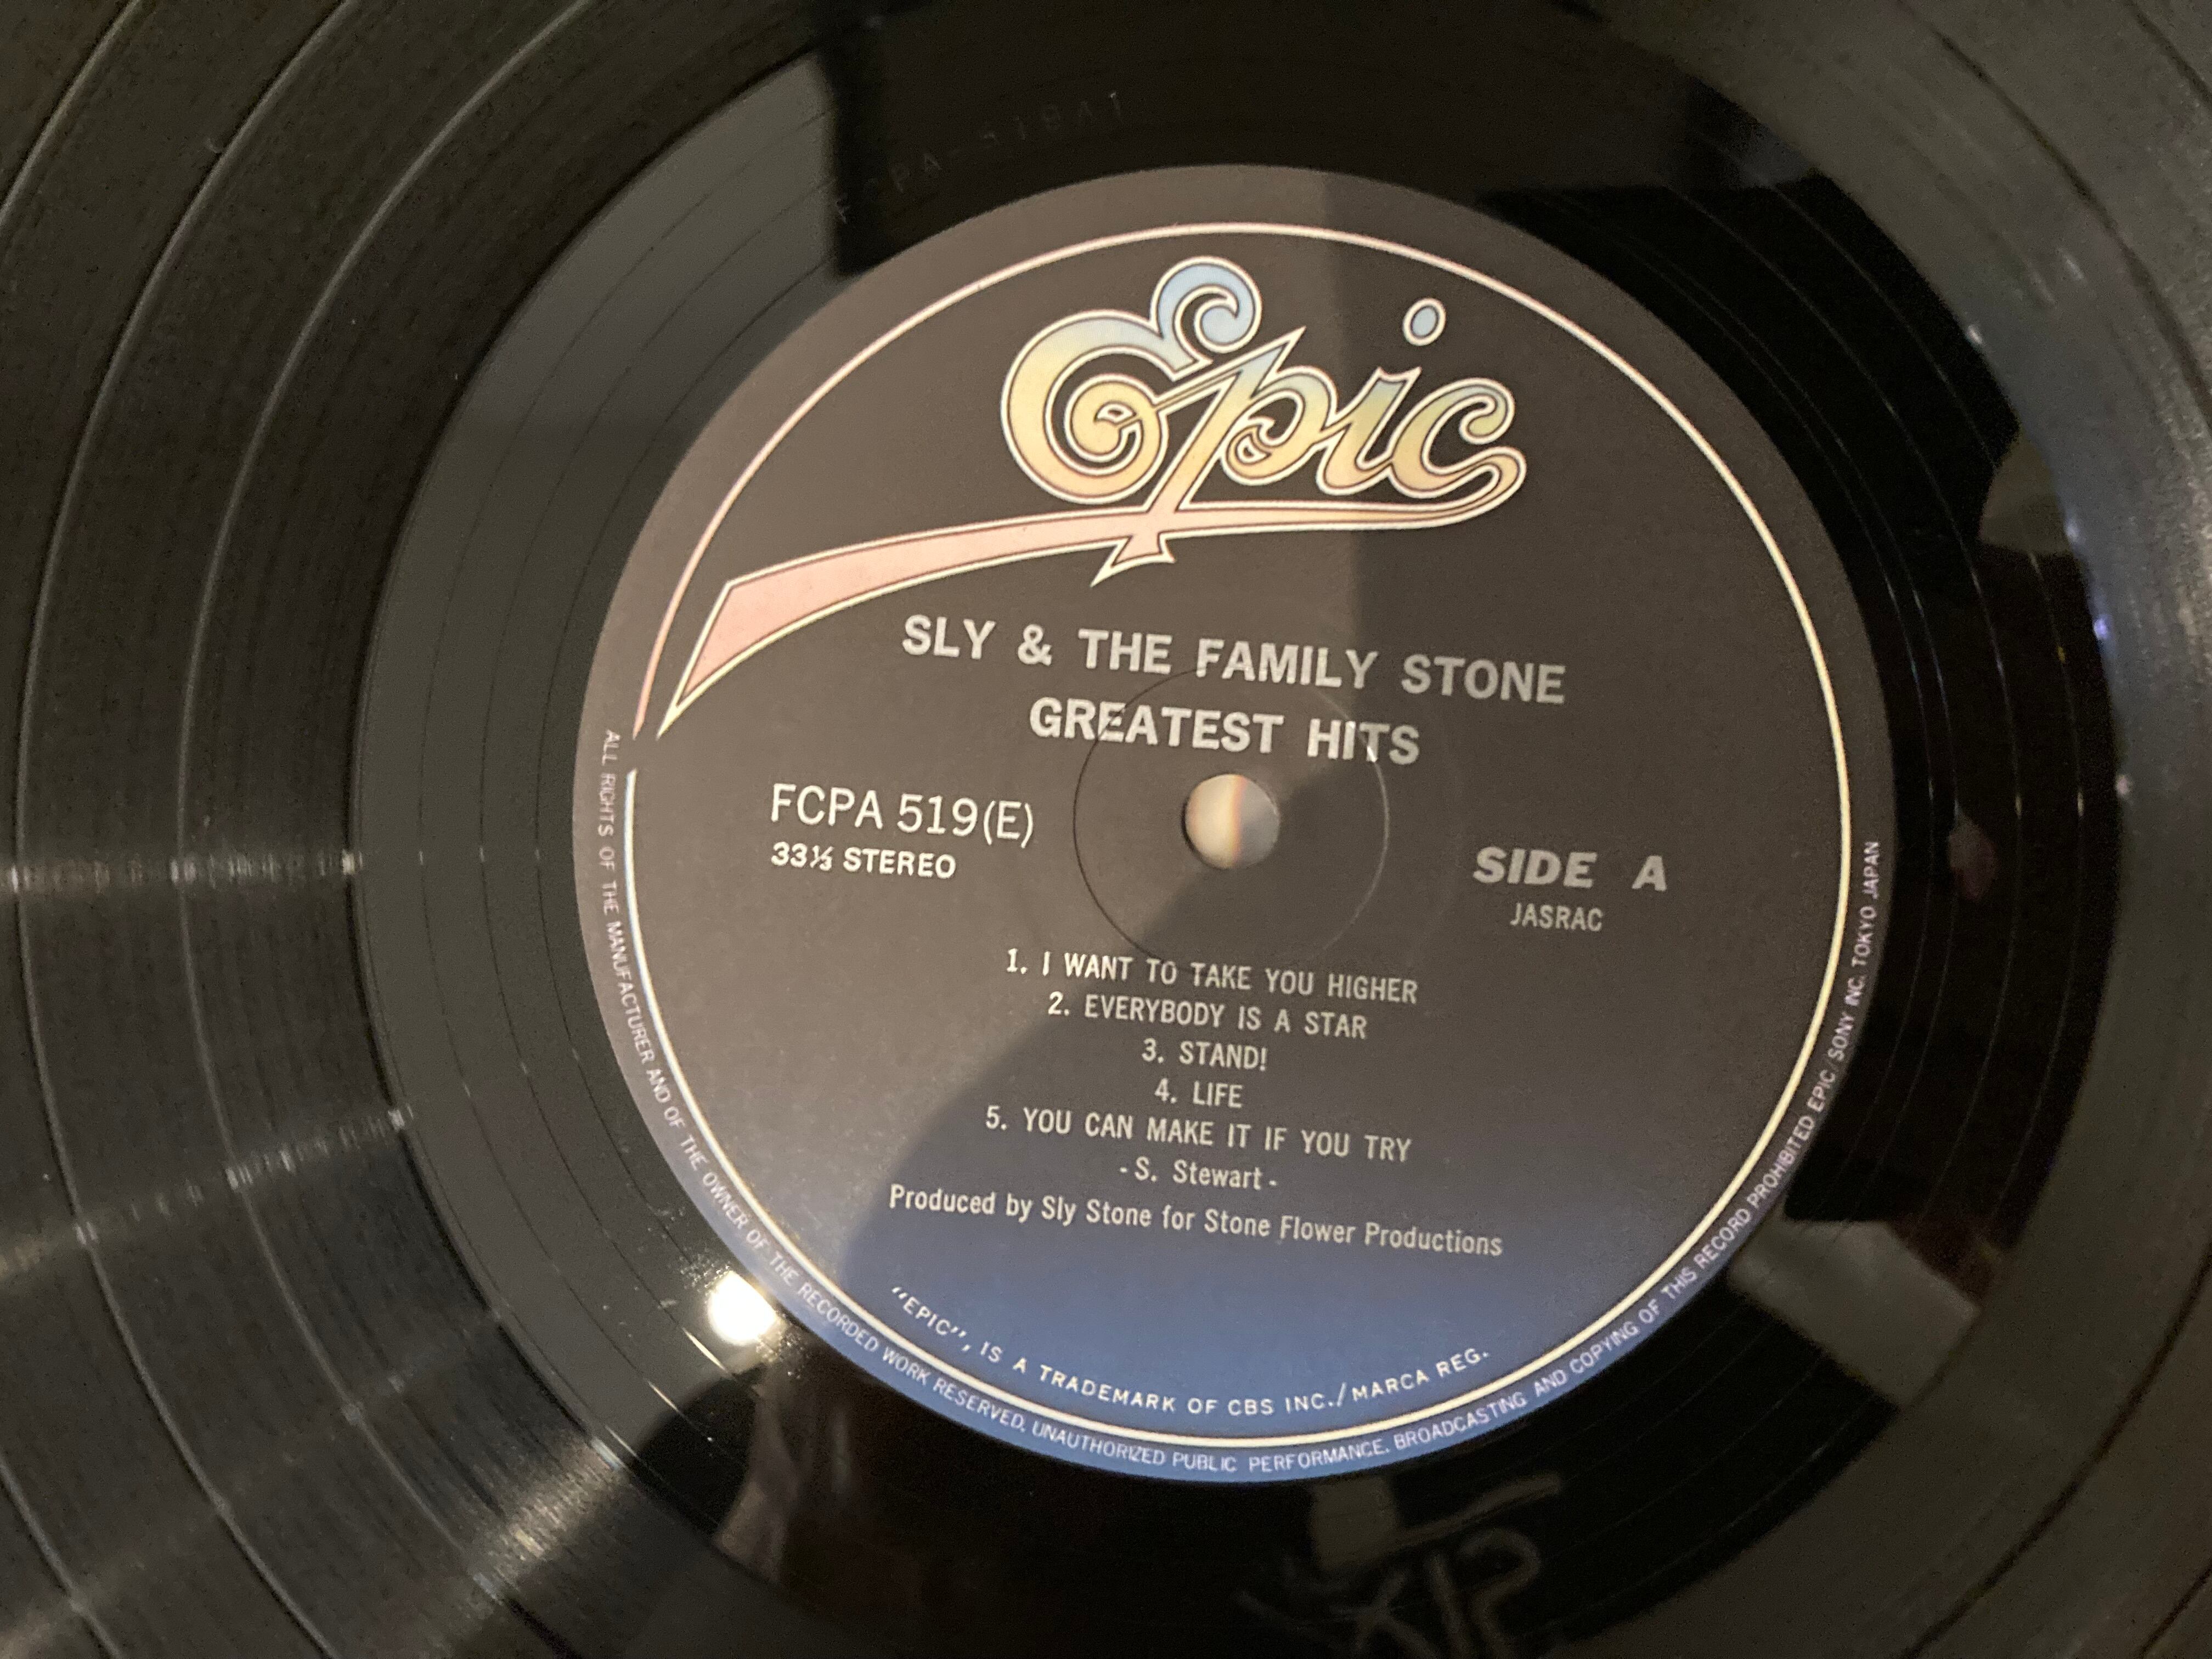 Epic
SLY & THE FAMILY STONE
GREATEST HITS
FCPA 519(E)
33⅓ STEREO
SIDE A
JASRAC
1. I WANT TO TAKE YOU HIGHER
2. EVERYBODY IS A STAR
3. STAND!
4. LIFE
5. YOU CAN MAKE IT IF YOU TRY
- S. Stewart -
Produced by Sly Stone for Stone Flower Productions
"EPIC", IS A TRADEMARK OF CBS INC./MARCA REG.
ALL RIGHTS OF THE MANUFACTURER AND OF THE OWNER OF THE RECORDED WORK RESERVED. UNAUTHORIZED PUBLIC PERFORMANCE. BROADCASTING AND COPYING OF THIS RECORD PROHIBITED EPIC/SONY INC. TOKYO JAPAN